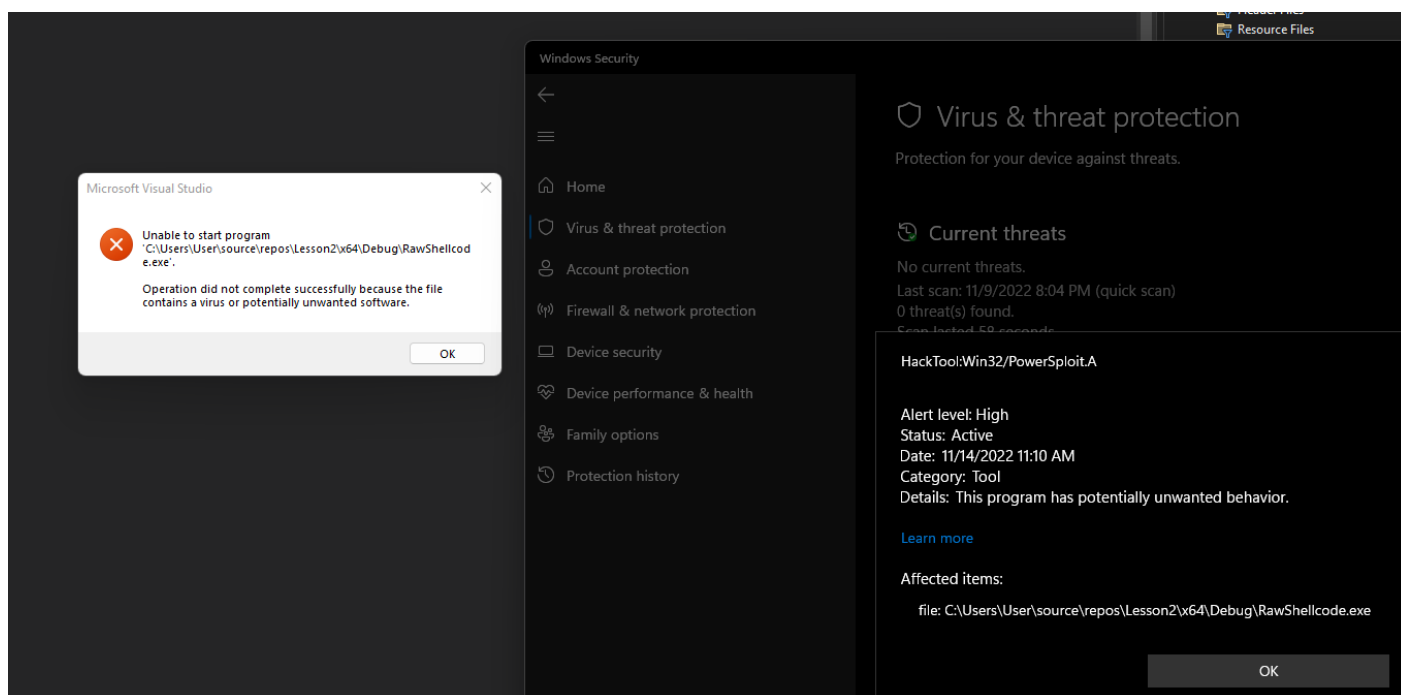 Resource Files
Windows Security
Virus & threat protection
Protection for your device against threats.
Home
Virus & threat protection
Account protection
Firewall & network protection
Device security
Device performance & health
Family options
Protection history
Current threats
No current threats.
Last scan: 11/9/2022 8:04 PM (quick scan)
0 threat(s) found.
Scan lasted 58 seconds
Microsoft Visual Studio
Unable to start program
'C:\Users\User\source\repos\Lesson2\x64\Debug\RawShellcod
e.exe'.
Operation did not complete successfully because the file
contains a virus or potentially unwanted software.
OK
HackTool:Win32/PowerSploit.A
Alert level: High
Status: Active
Date: 11/14/2022 11:10 AM
Category: Tool
Details: This program has potentially unwanted behavior.
Learn more
Affected items:
file: C:\Users\User\source\repos\Lesson2\x64\Debug\RawShellcode.exe
OK